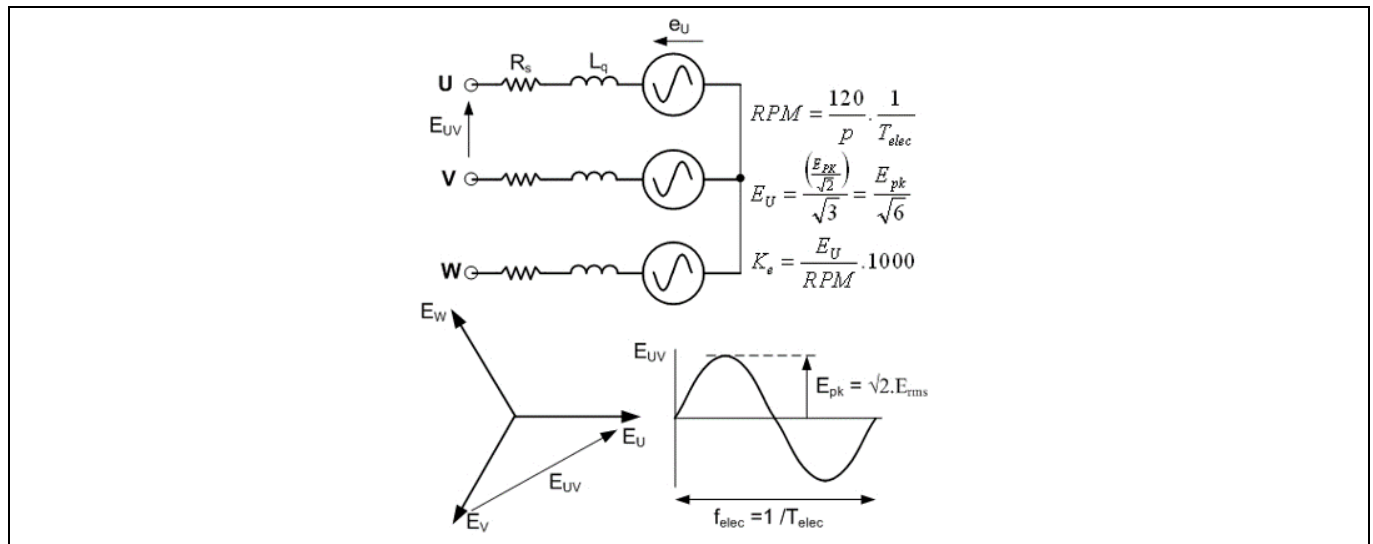 e_U
R_s L_q
U
E_UV
RPM = 120/p . 1/T_elec
V
E_U = (E_PK/√2)/√3 = E_pk/√6
W
K_e = E_U/RPM .1000
E_W
E_UV
E_pk = √2.E_rms
E_U
E_UV
E_V
f_elec =1 /T_elec